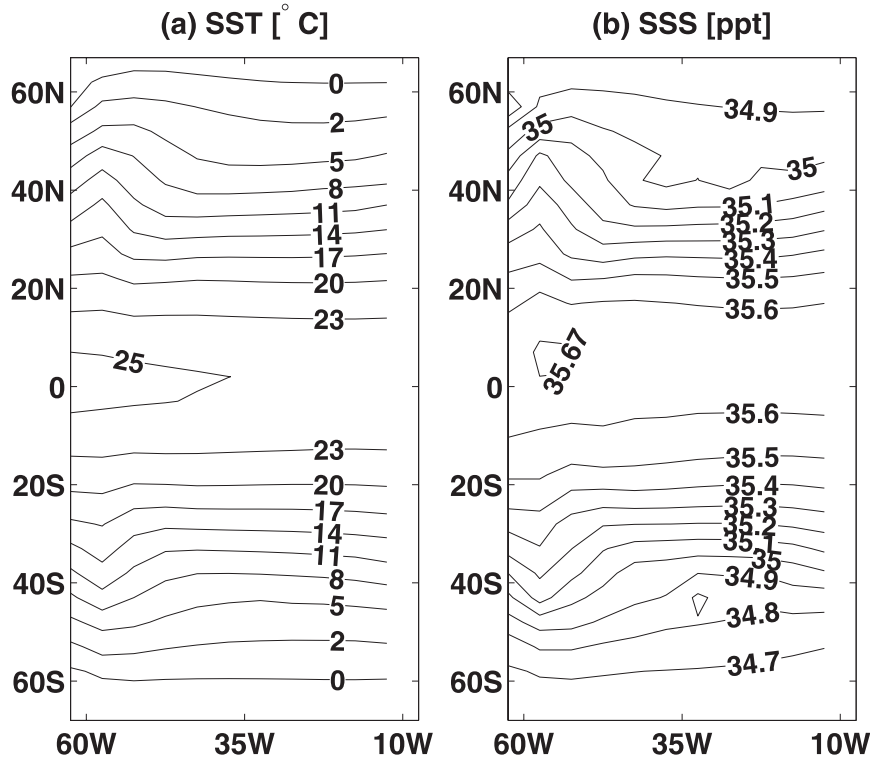 (a) SST [° C]
60N
40N
20N
0
20S
40S
60S
60W
35W
10W
0
2
5
8
11
14
17
20
23
25
23
20
17
14
11
8
5
2
0
(b) SSS [ppt]
60N
40N
20N
0
20S
40S
60S
60W
35W
10W
34.9
35
35
35.1
35.2
35.3
35.4
35.5
35.6
35.67
35.6
35.5
35.4
35.3
35.2
35.1
35
34.9
34.8
34.7